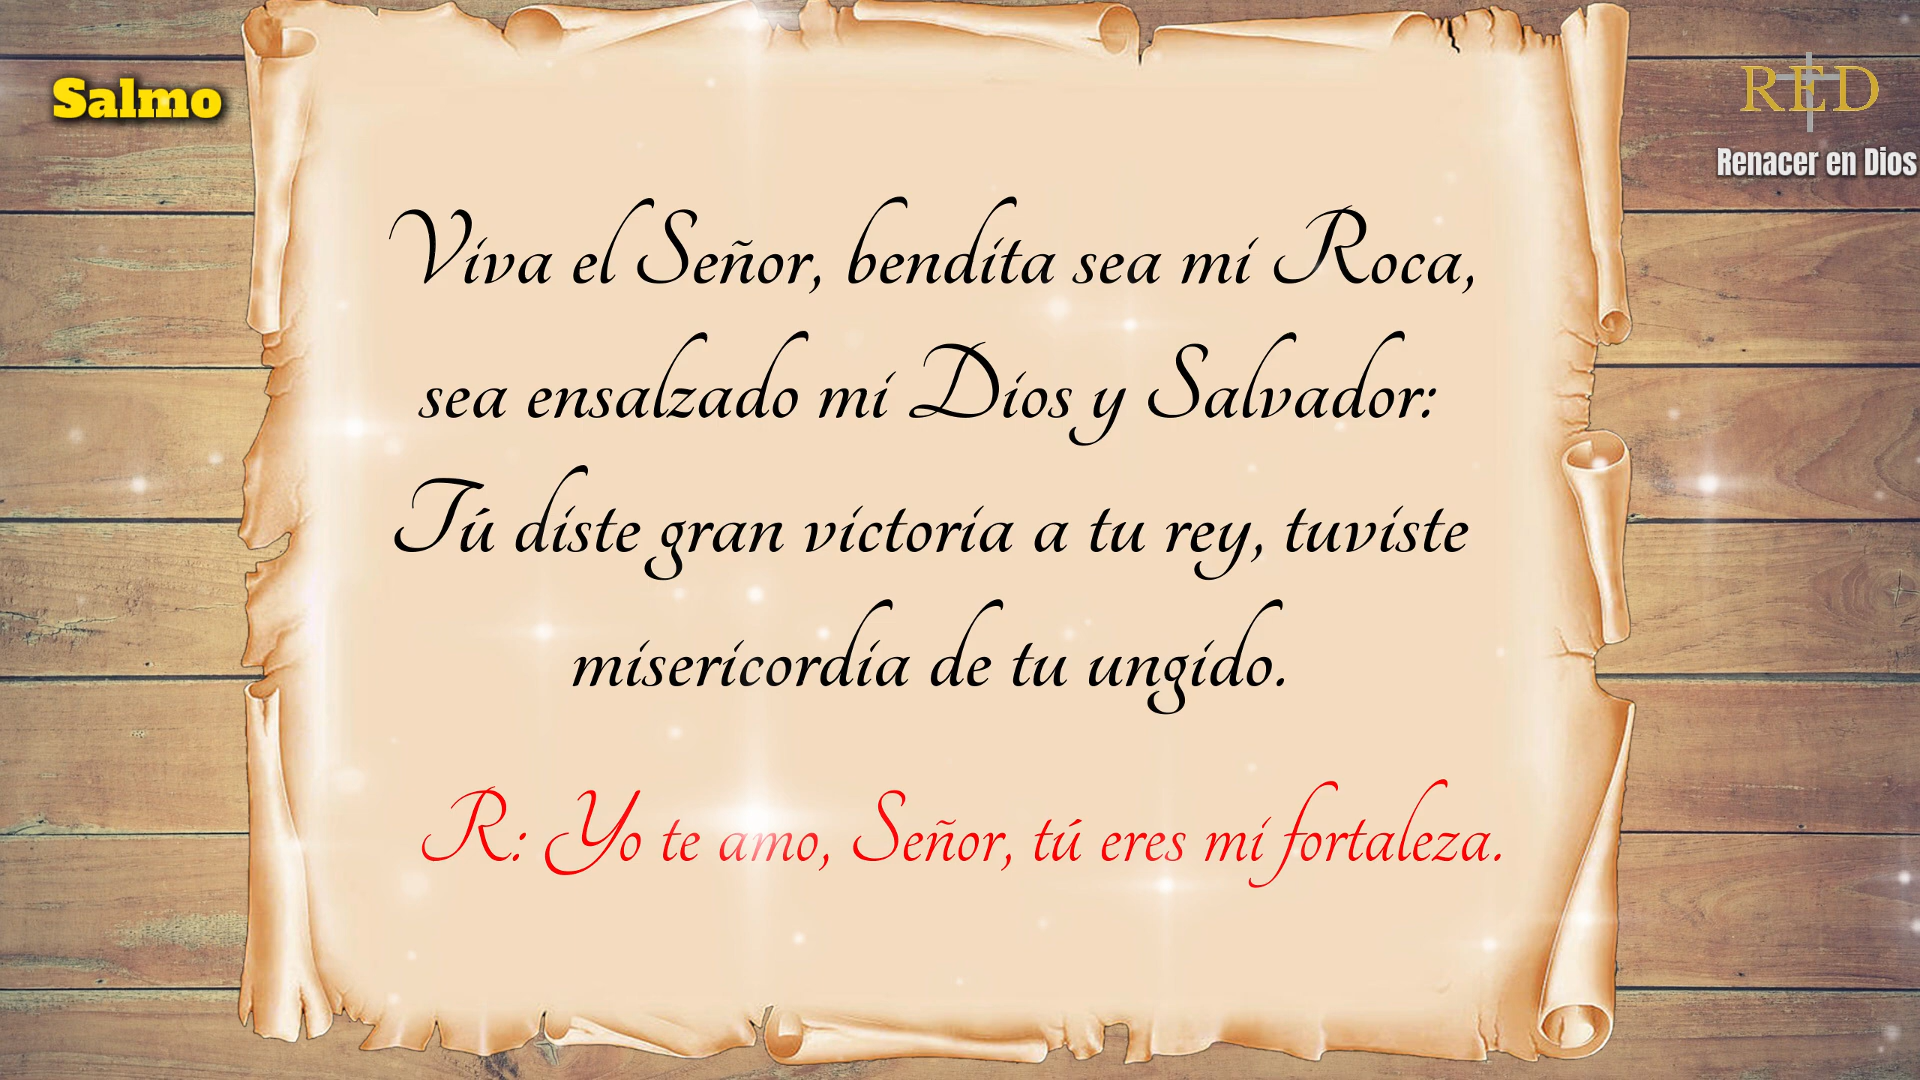 Salmo
RED
Renacer en Dios
Viva el Señor, bendita sea mi Roca,
sea ensalzado mi Dios y Salvador:
Tú diste gran victoria a tu rey, tuviste
misericordia de tu ungido.
R: Yo te amo, Señor, tú eres mi fortaleza.